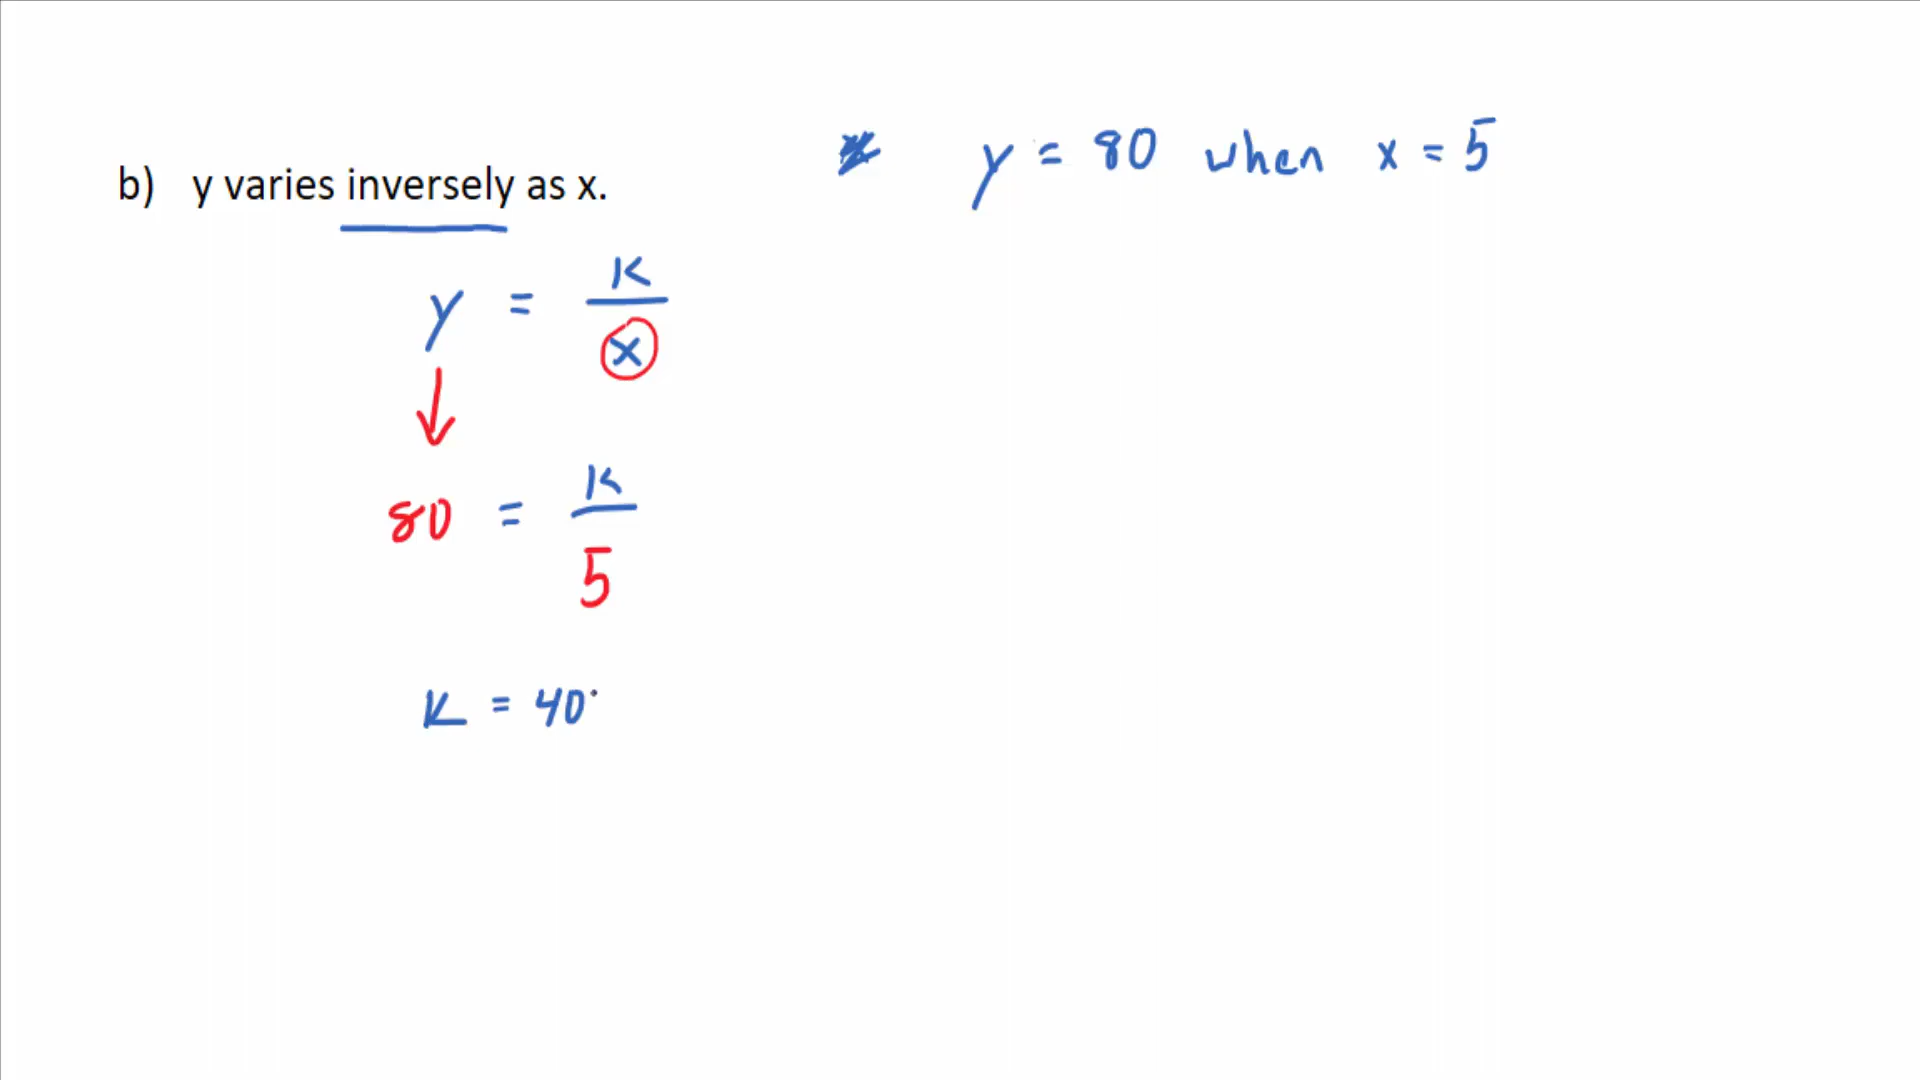 b) y varies inversely as x.
* y = 80 when x = 5
y = K
x
80 = K
5
K = 40